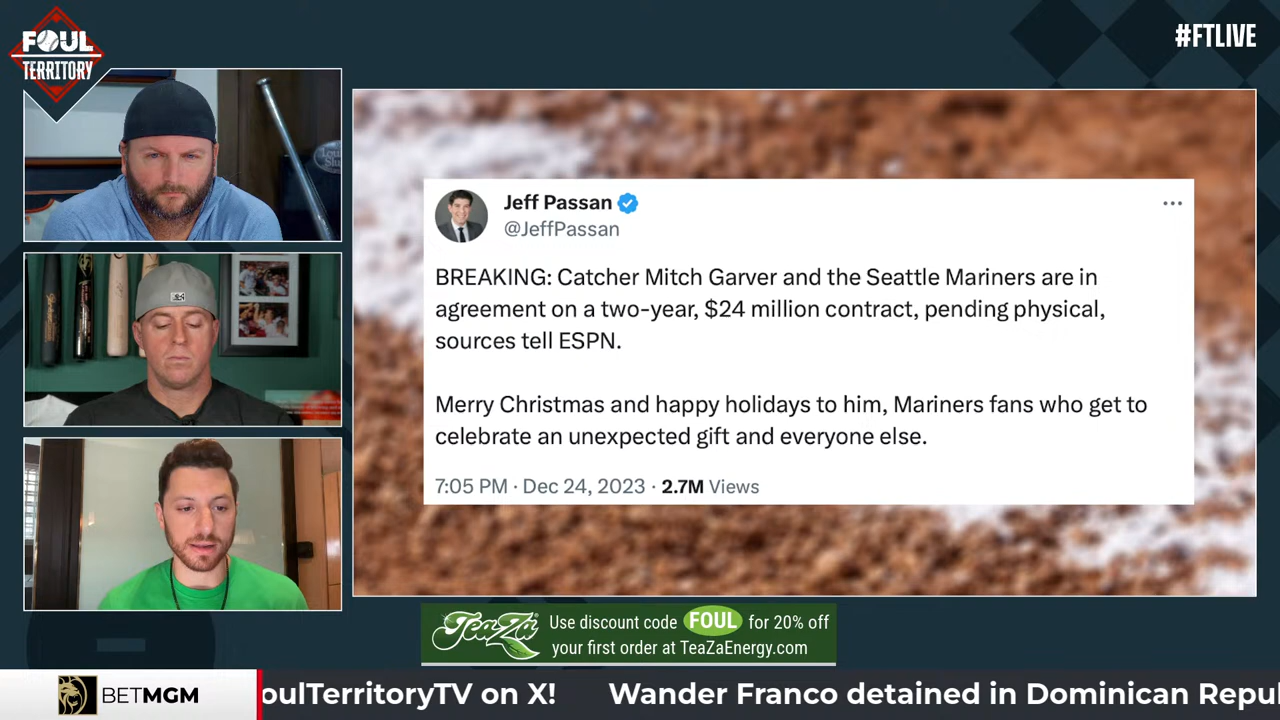 FOUL
TERRITORY
#FTLIVE
Jeff Passan
@JeffPassan
BREAKING: Catcher Mitch Garver and the Seattle Mariners are in
agreement on a two-year, $24 million contract, pending physical,
sources tell ESPN.
Merry Christmas and happy holidays to him, Mariners fans who get to
celebrate an unexpected gift and everyone else.
7:05 PM · Dec 24, 2023 · 2.7M Views
TeaZa
Use discount code FOUL for 20% off
your first order at TeaZaEnergy.com
BETMGM
oulTerritoryTV on X! Wander Franco detained in Dominican Repul